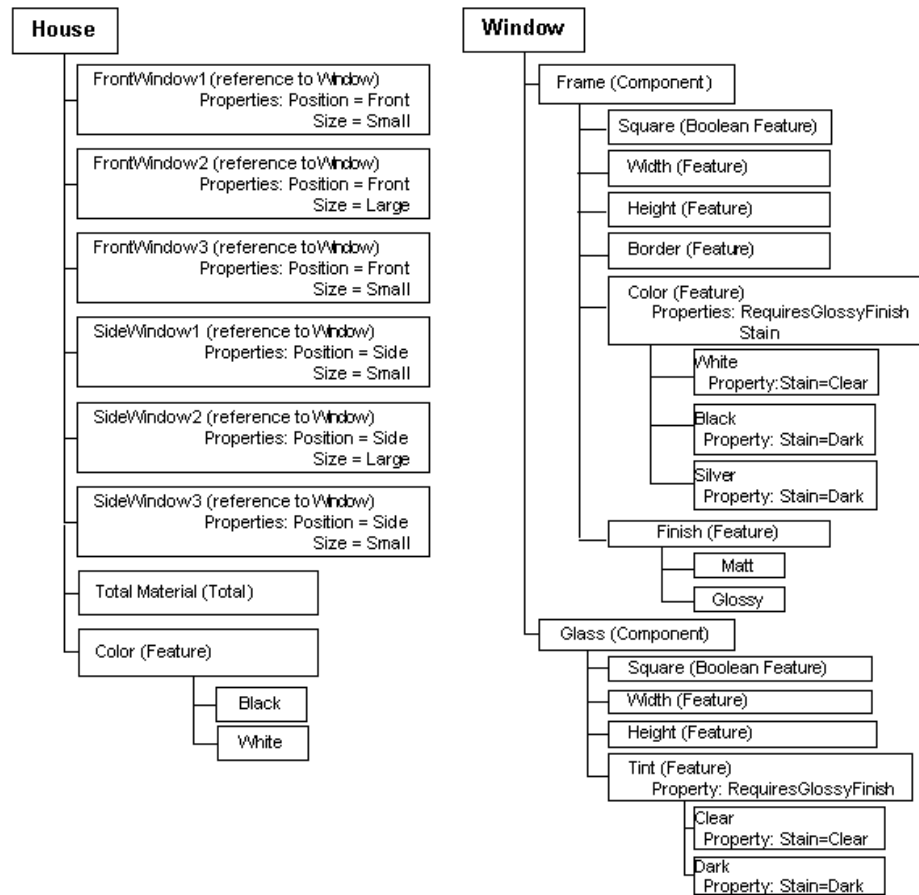 House
FrontWindow1 (reference to Window)
Properties: Position = Front
Size = Small
FrontWindow2 (reference to Window)
Properties: Position = Front
Size = Large
FrontWindow3 (reference to Window)
Properties: Position = Front
Size = Small
SideWindow1 (reference to Window)
Properties: Position = Side
Size = Small
SideWindow2 (reference to Window)
Properties: Position = Side
Size = Large
SideWindow3 (reference to Window)
Properties: Position = Side
Size = Small
Total Material (Total)
Color (Feature)
Black
White
Window
Frame (Component)
Square (Boolean Feature)
Width (Feature)
Height (Feature)
Border (Feature)
Color (Feature)
Properties: RequiresGlossyFinish
Stain
White
Property:Stain=Clear
Black
Property: Stain=Dark
Silver
Property: Stain=Dark
Finish (Feature)
Matt
Glossy
Glass (Component)
Square (Boolean Feature)
Width (Feature)
Height (Feature)
Tint (Feature)
Property: RequiresGlossyFinish
Clear
Property: Stain=Clear
Dark
Property: Stain=Dark